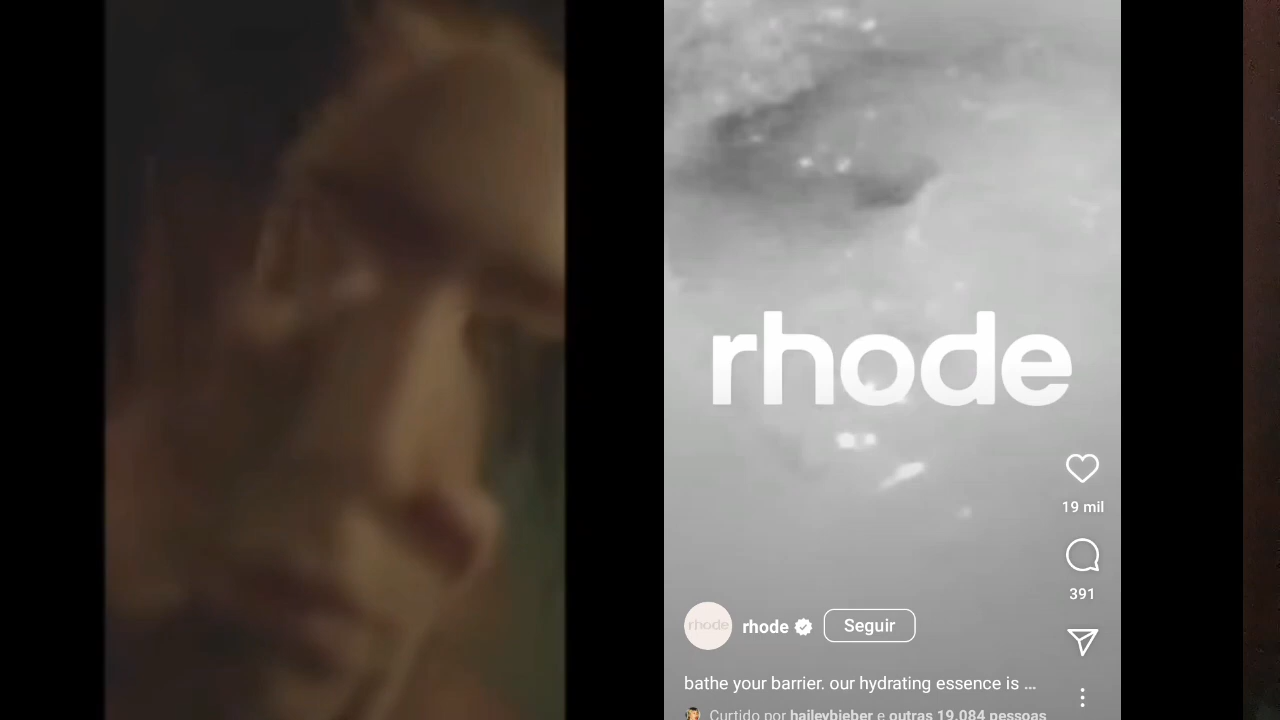 rhode
19 mil
391
rhode
rhode
Seguir
bathe your barrier. our hydrating essence is ...
Curtido por haileybieber e outras 19.084 pessoas